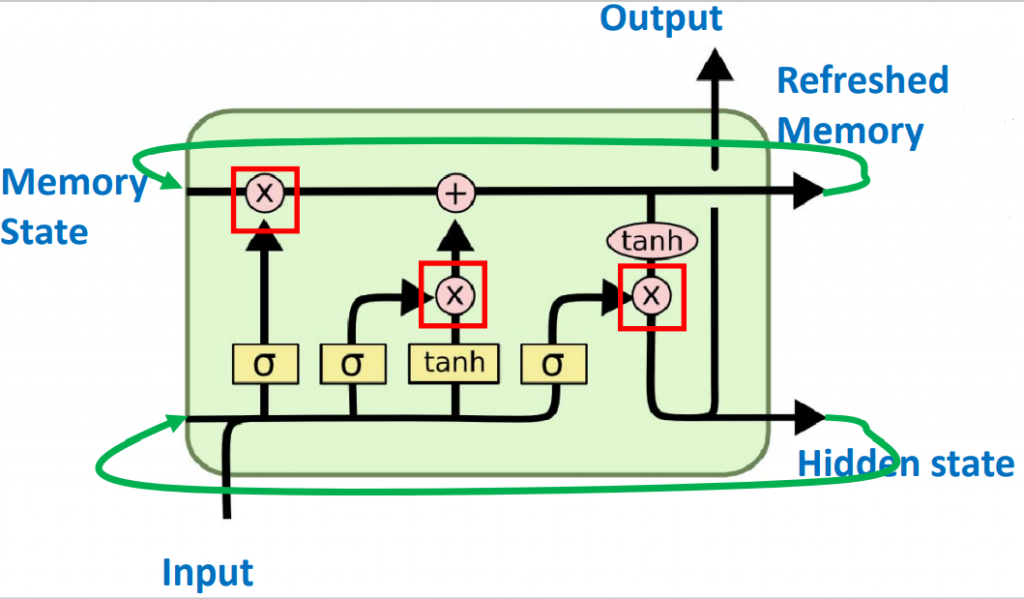 Output
Refreshed
Memory
Memory
State
x
+
tanh
x
x
σ
σ
tanh
σ
Hidden state
Input